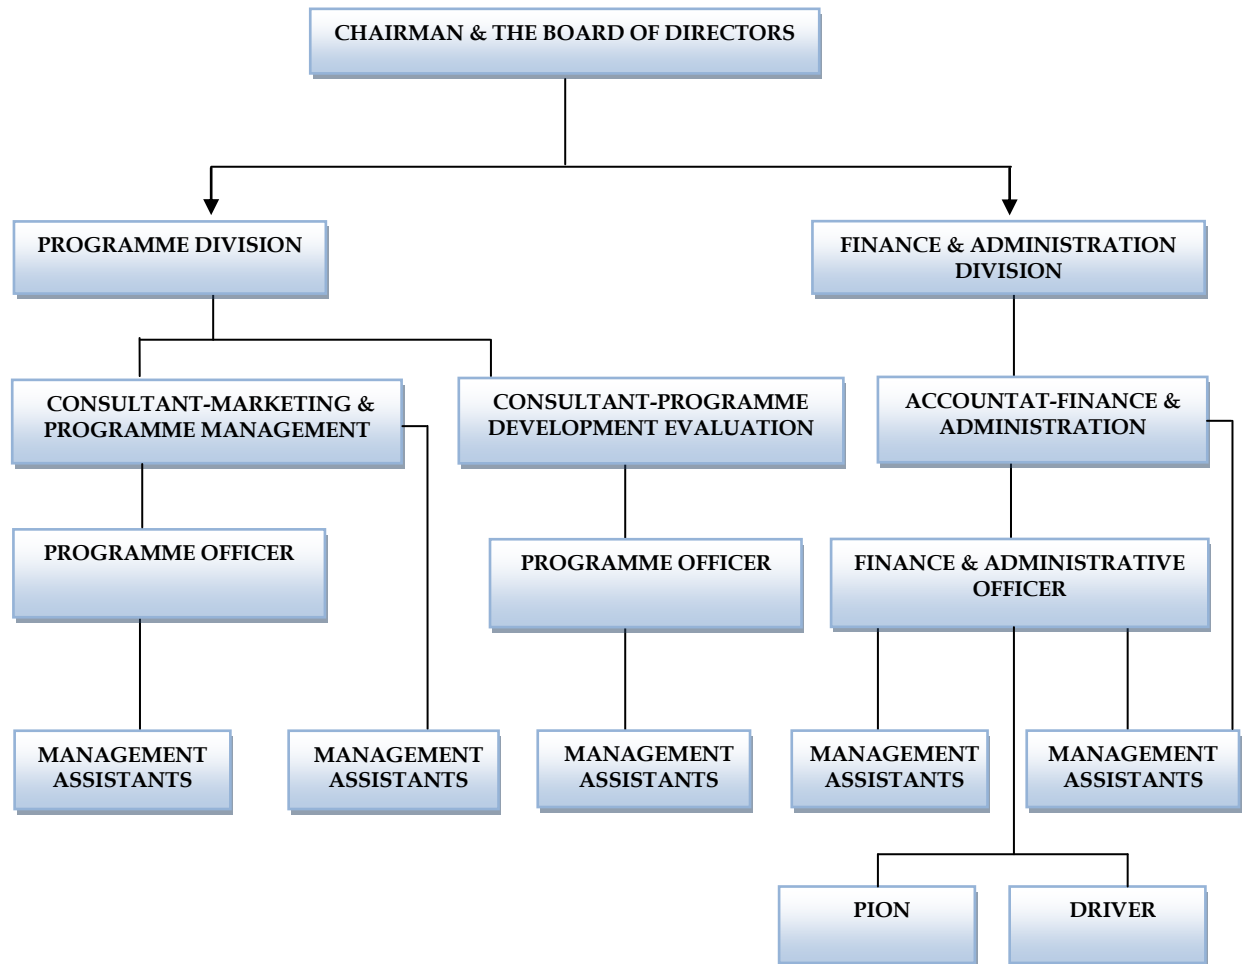 CHAIRMAN & THE BOARD OF DIRECTORS
PROGRAMME DIVISION
FINANCE & ADMINISTRATION
DIVISION
CONSULTANT-MARKETING &
PROGRAMME MANAGEMENT
CONSULTANT-PROGRAMME
DEVELOPMENT EVALUATION
ACCOUNTAT-FINANCE &
ADMINISTRATION
PROGRAMME OFFICER
PROGRAMME OFFICER
FINANCE & ADMINISTRATIVE
OFFICER
MANAGEMENT
ASSISTANTS
MANAGEMENT
ASSISTANTS
MANAGEMENT
ASSISTANTS
MANAGEMENT
ASSISTANTS
MANAGEMENT
ASSISTANTS
PION
DRIVER